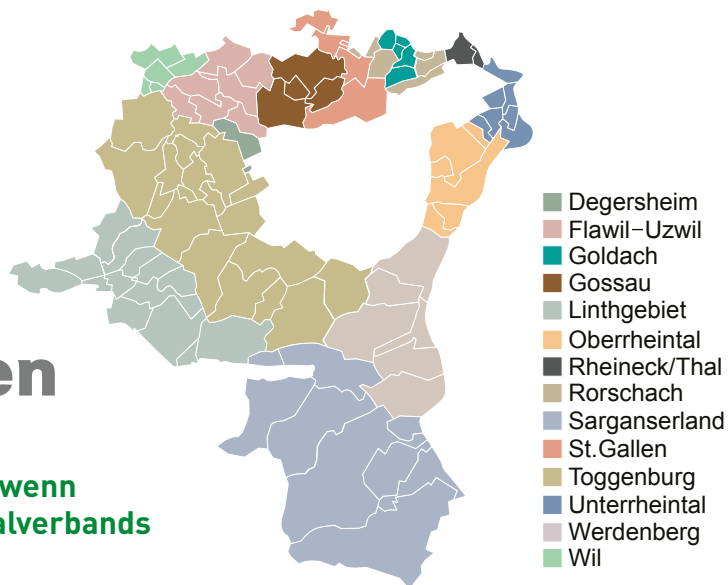 Degersheim
Flawil–Uzwil
Goldach
Gossau
Linthgebiet
Oberrheintal
Rheineck/Thal
Rorschach
Sarganserland
St.Gallen
Toggenburg
Unterrheintal
Werdenberg
Wil
en
wenn
alverbands